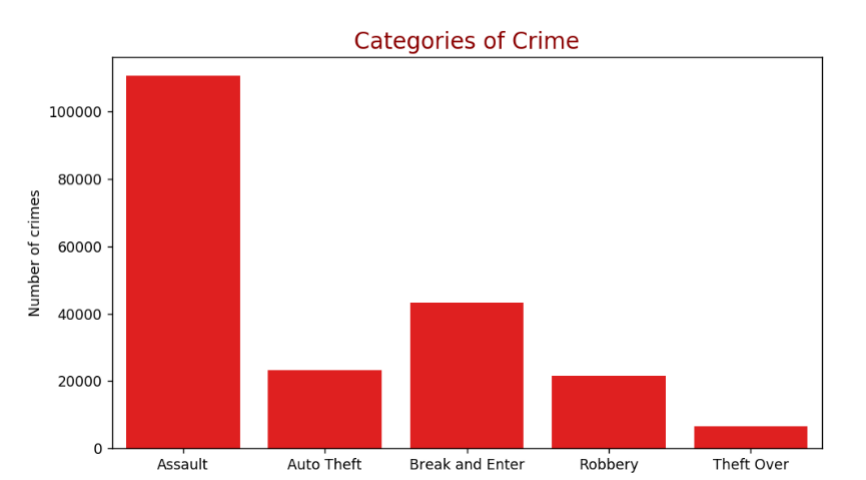 Categories of Crime
Number of crimes
100000
80000
60000
40000
20000
0
Assault
Auto Theft
Break and Enter
Robbery
Theft Over